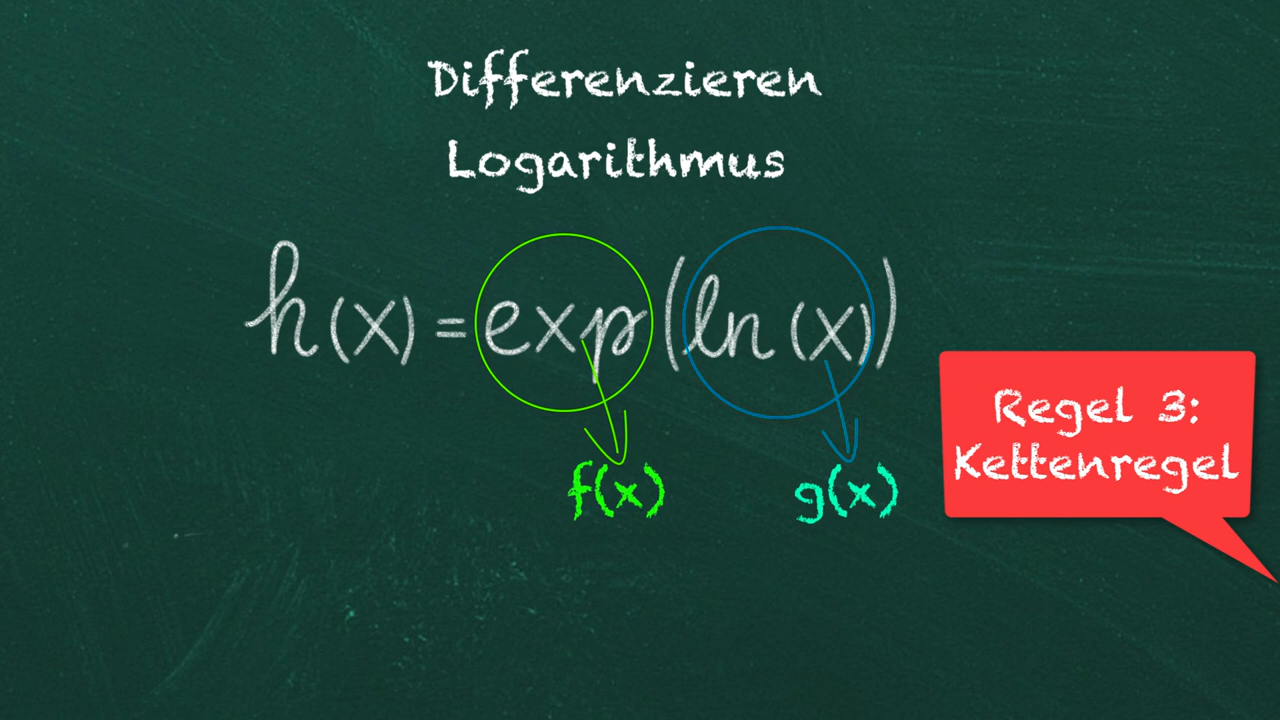 Differenzieren
Logarithmus
h(x) = exp(ln(x))
f(x) g(x)
Regel 3:
Kettenregel